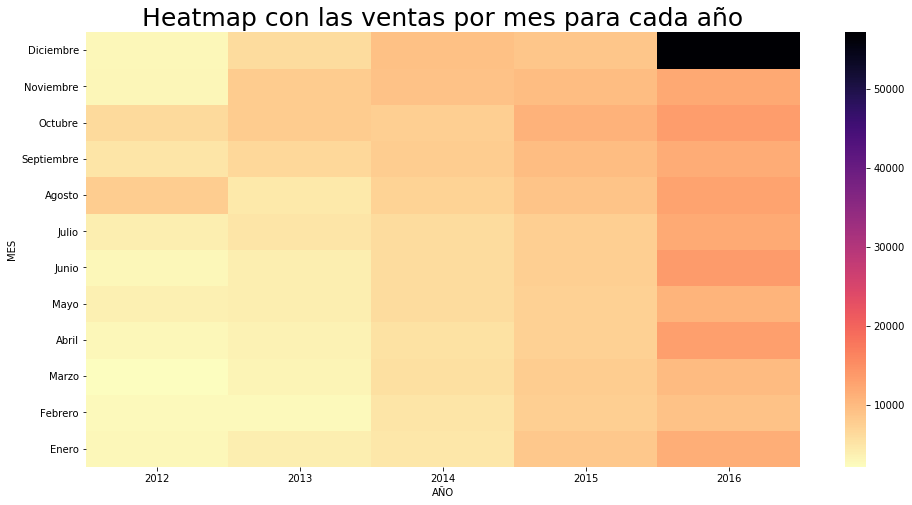 Heatmap con las ventas por mes para cada año
MES
Diciembre
Noviembre
Octubre
Septiembre
Agosto
Julio
Junio
Mayo
Abril
Marzo
Febrero
Enero
2012 2013 2014 2015 2016
AÑO
50000
40000
30000
20000
10000